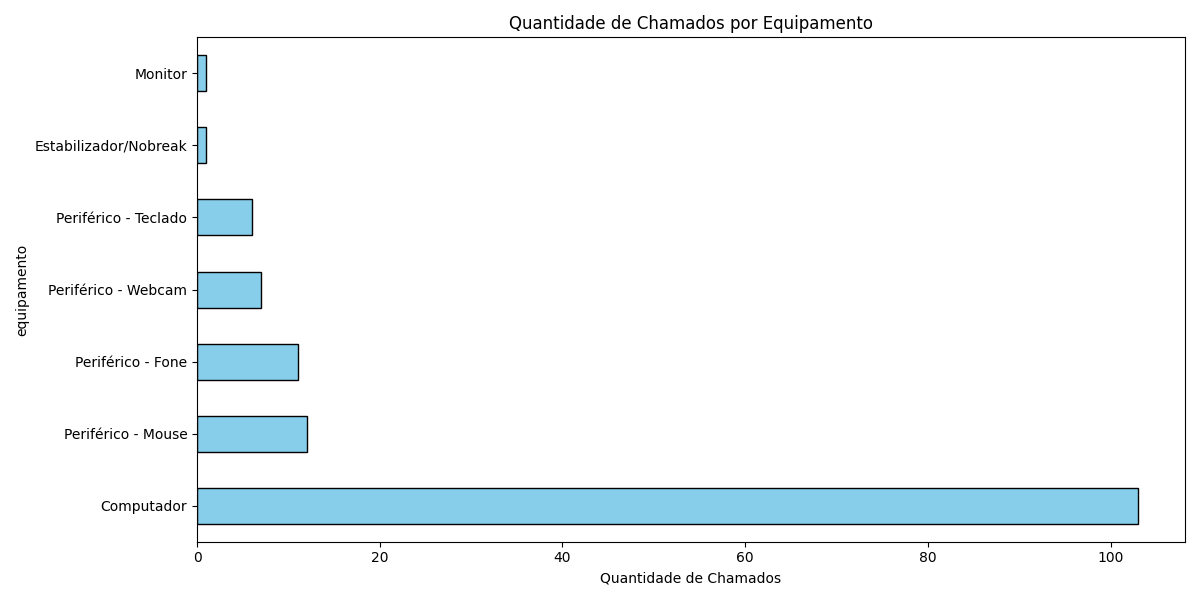 Quantidade de Chamados por Equipamento
Monitor
Estabilizador/Nobreak
Periférico - Teclado
Periférico - Webcam
Periférico - Fone
Periférico - Mouse
Computador
equipamento
0 20 40 60 80 100
Quantidade de Chamados